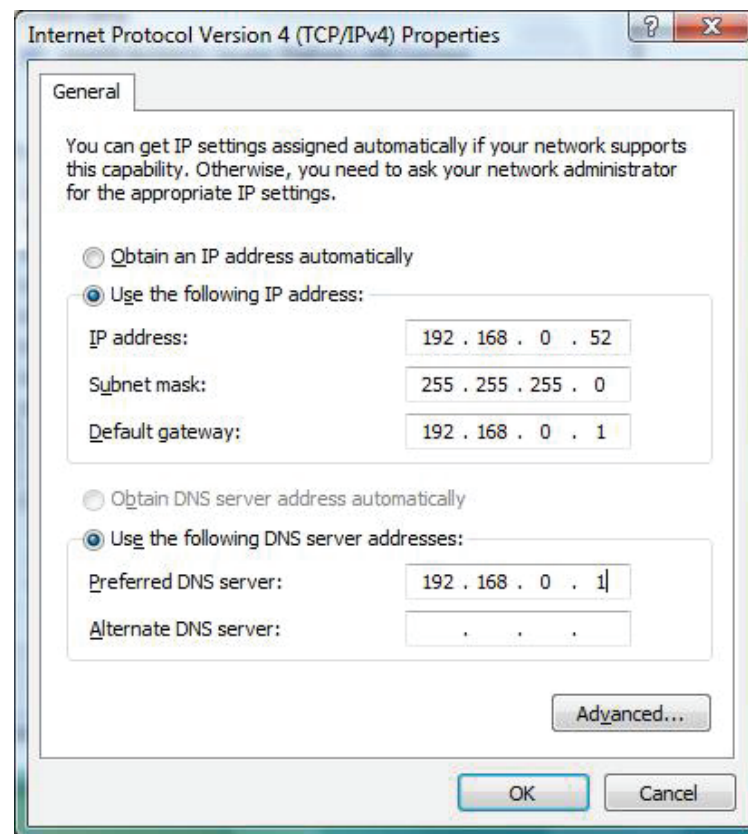 Internet Protocol Version 4 (TCP/IPv4) Properties
? X
General
You can get IP settings assigned automatically if your network supports
this capability. Otherwise, you need to ask your network administrator
for the appropriate IP settings.
Obtain an IP address automatically
Use the following IP address:
IP address: 192 . 168 . 0 . 52
Subnet mask: 255 . 255 . 255 . 0
Default gateway: 192 . 168 . 0 . 1
Obtain DNS server address automatically
Use the following DNS server addresses:
Preferred DNS server: 192 . 168 . 0 . 1
Alternate DNS server: . . .
Advanced...
OK Cancel